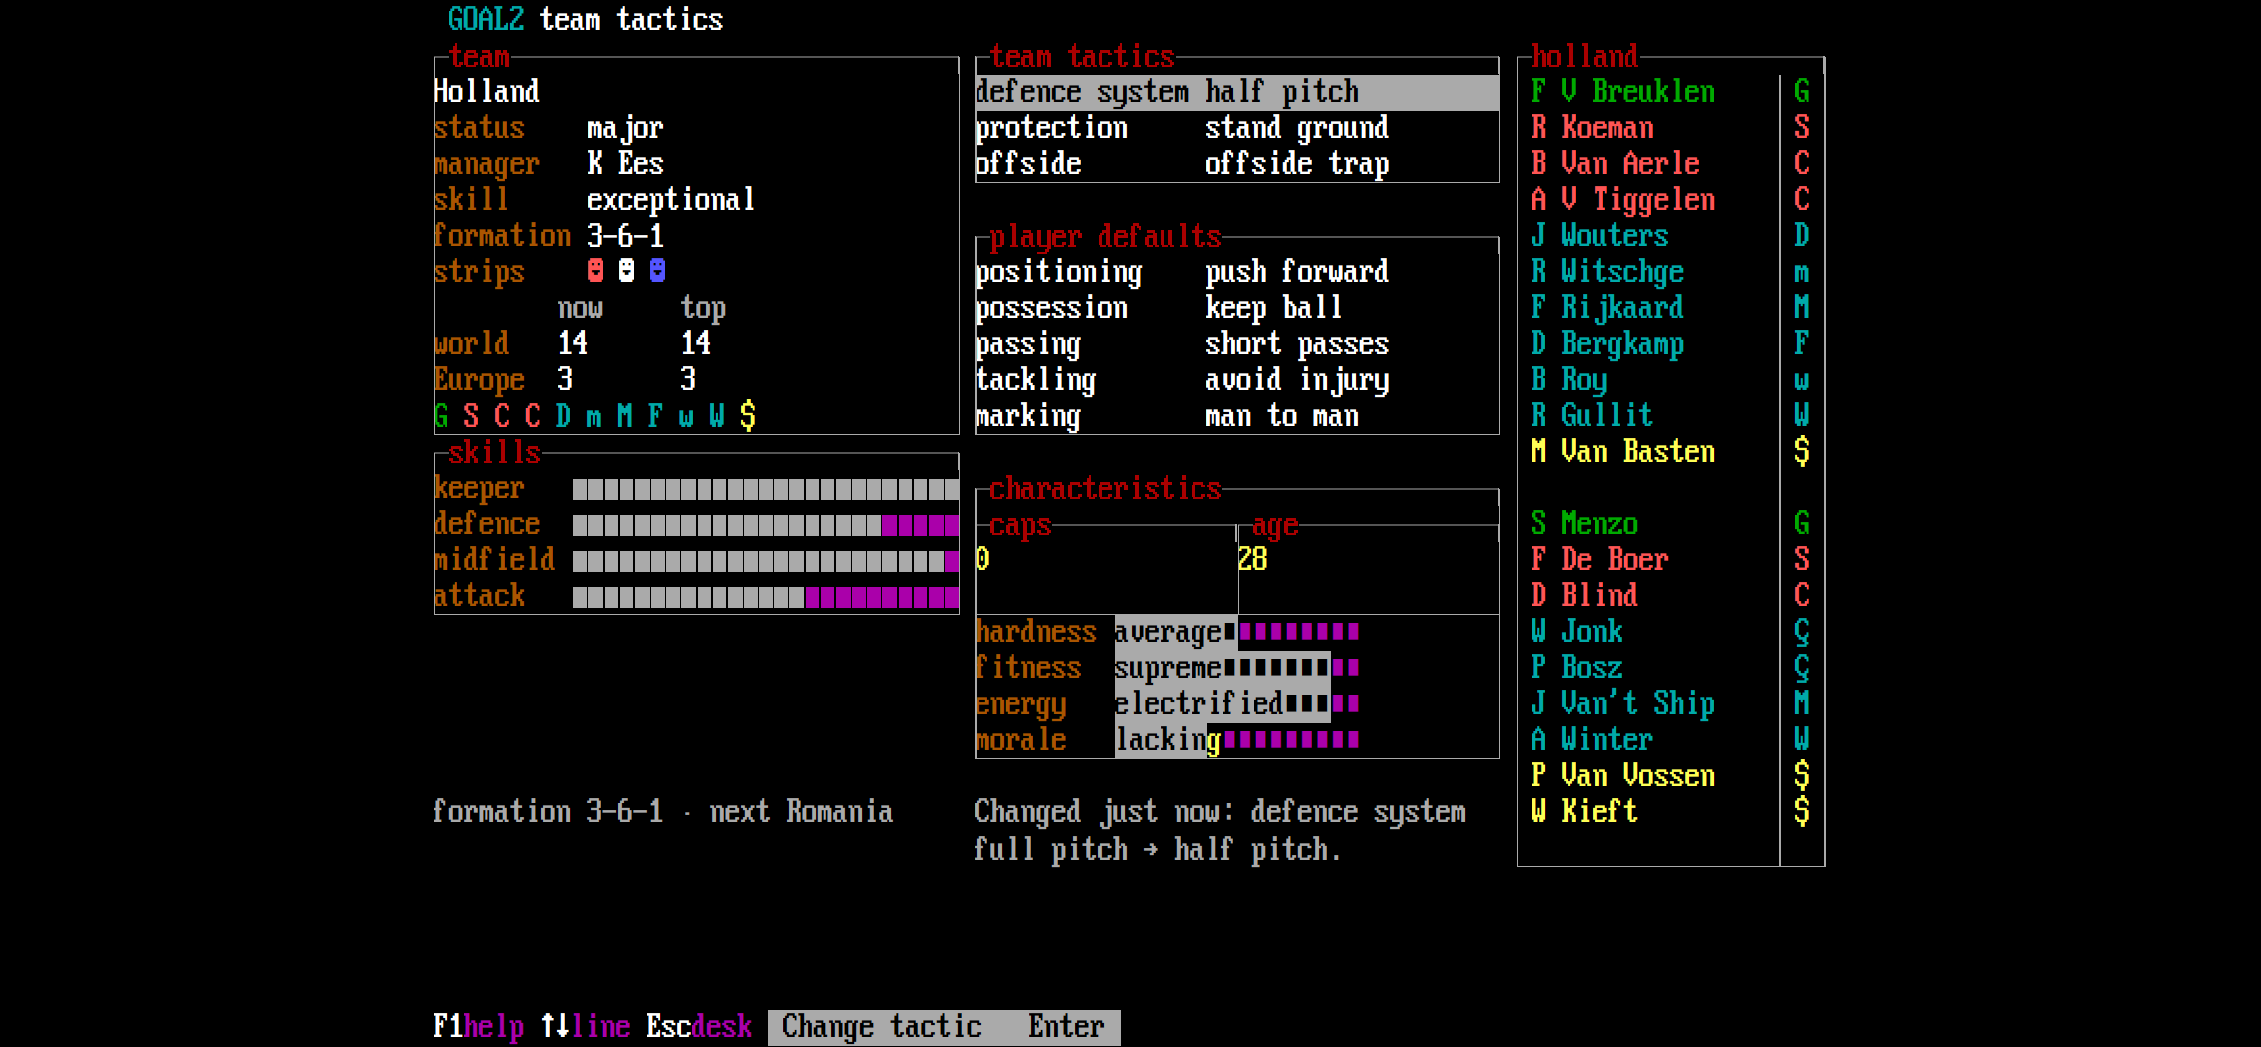 GOAL2 team tactics
team
Holland
status major
manager K Ees
skill exceptional
formation 3-6-1
strips
now top
world 14 14
Europe 3 3
G S C C D m M F w W $
skills
keeper
defence
midfield
attack
formation 3-6-1 · next Romania
team tactics
defence system half pitch
protection stand ground
offside offside trap
player defaults
positioning push forward
possession keep ball
passing short passes
tackling avoid injury
marking man to man
characteristics
caps age
0 28
hardness average
fitness supreme
energy electrified
morale lacking
Changed just now: defence system
full pitch → half pitch.
holland
F V Breuklen G
R Koeman S
B Van Aerle C
A V Tiggelen C
J Wouters D
R Witschge m
F Rijkaard M
D Bergkamp F
B Roy w
R Gullit W
M Van Basten $
S Menzo G
F De Boer S
D Blind C
W Jonk Ç
P Bosz Ç
J Van't Ship M
A Winter W
P Van Vossen $
W Kieft $
F1help ↑↓line Escdesk Change tactic Enter